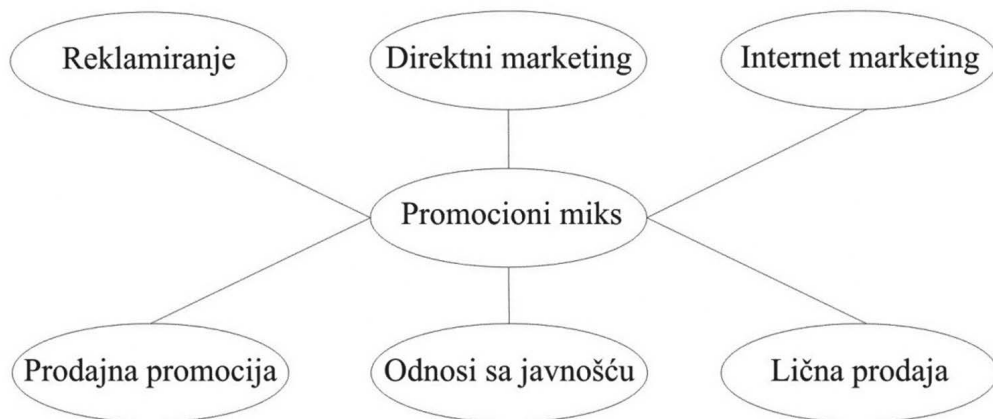 Reklamiranje
Direktni marketing
Internet marketing
Promocioni miks
Prodajna promocija
Odnosi sa javnošću
Lična prodaja